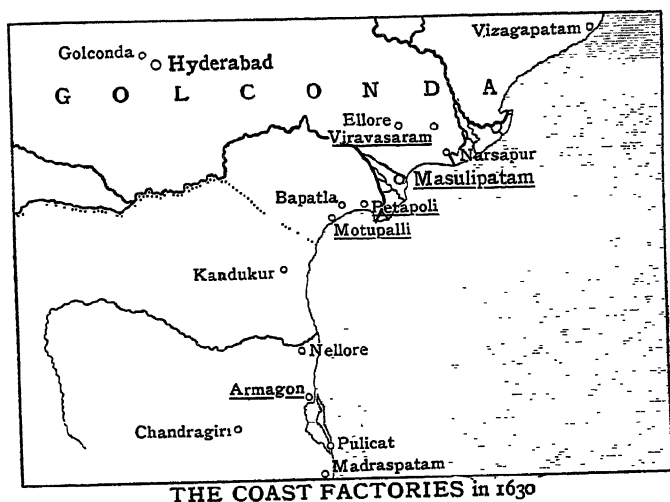 Vizagapatam
Golconda
Hyderabad
GOLCONDA
Ellore
Viravasaram
Narsapur
Masulipatam
Bapatla
Petapoli
Motupalli
Kandukur
Nellore
Armagon
Chandragiri
Pulicat
Madraspatam
THE COAST FACTORIES in 1630